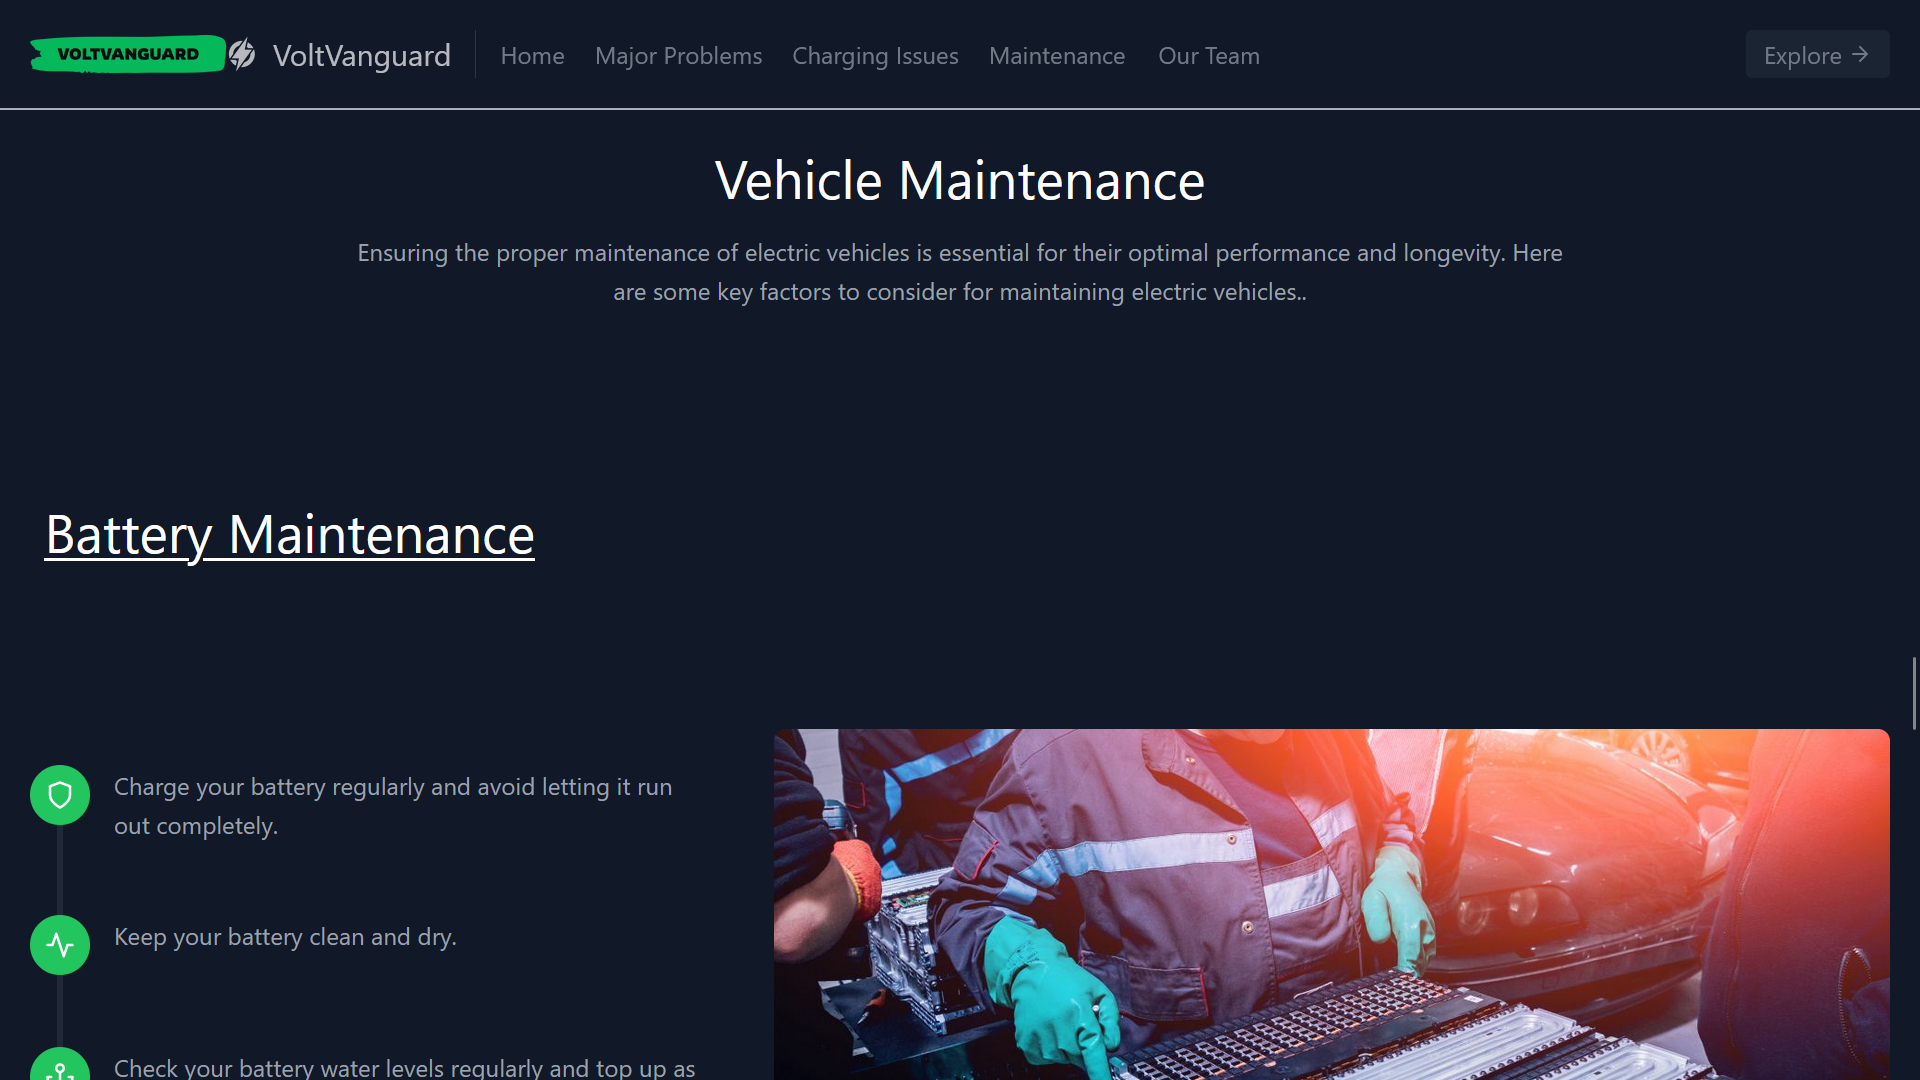 VOLTVANGUARD
VoltVanguard
Home
Major Problems
Charging Issues
Maintenance
Our Team
Explore →
Vehicle Maintenance
Ensuring the proper maintenance of electric vehicles is essential for their optimal performance and longevity. Here
are some key factors to consider for maintaining electric vehicles..
Battery Maintenance
Charge your battery regularly and avoid letting it run
out completely.
Keep your battery clean and dry.
Check your battery water levels regularly and top up as